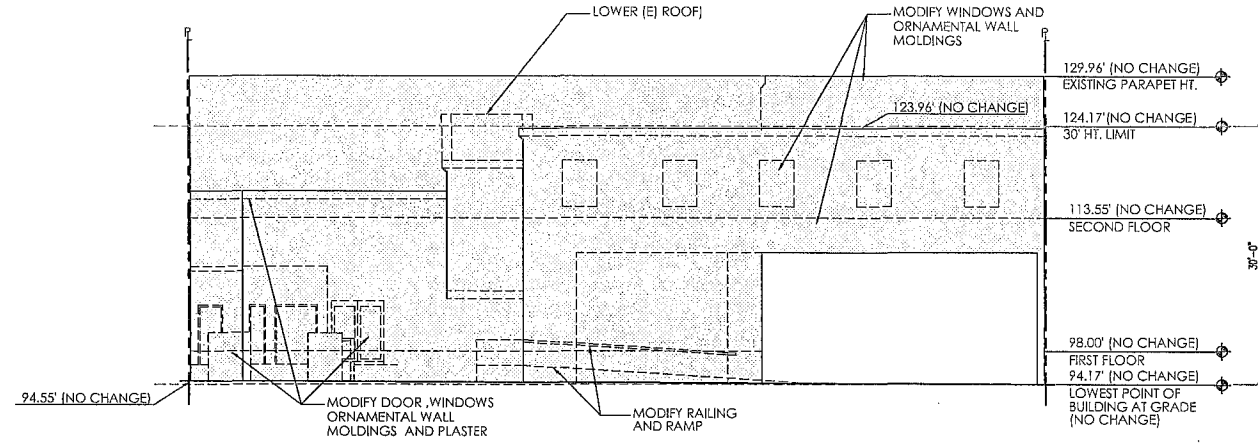 LOWER (E) ROOF)
MODIFY WINDOWS AND
ORNAMENTAL WALL
MOLDINGS
PL
PL
129.96' (NO CHANGE)
EXISTING PARAPET HT.
123.96' (NO CHANGE)
124.17'(NO CHANGE)
30' HT. LIMIT
113.55' (NO CHANGE)
SECOND FLOOR
30'-0"
98.00' (NO CHANGE)
FIRST FLOOR
94.17' (NO CHANGE)
LOWEST POINT OF
BUILDING AT GRADE
(NO CHANGE)
94.55' (NO CHANGE)
MODIFY DOOR ,WINDOWS
ORNAMENTAL WALL
MOLDINGS AND PLASTER
MODIFY RAILING
AND RAMP